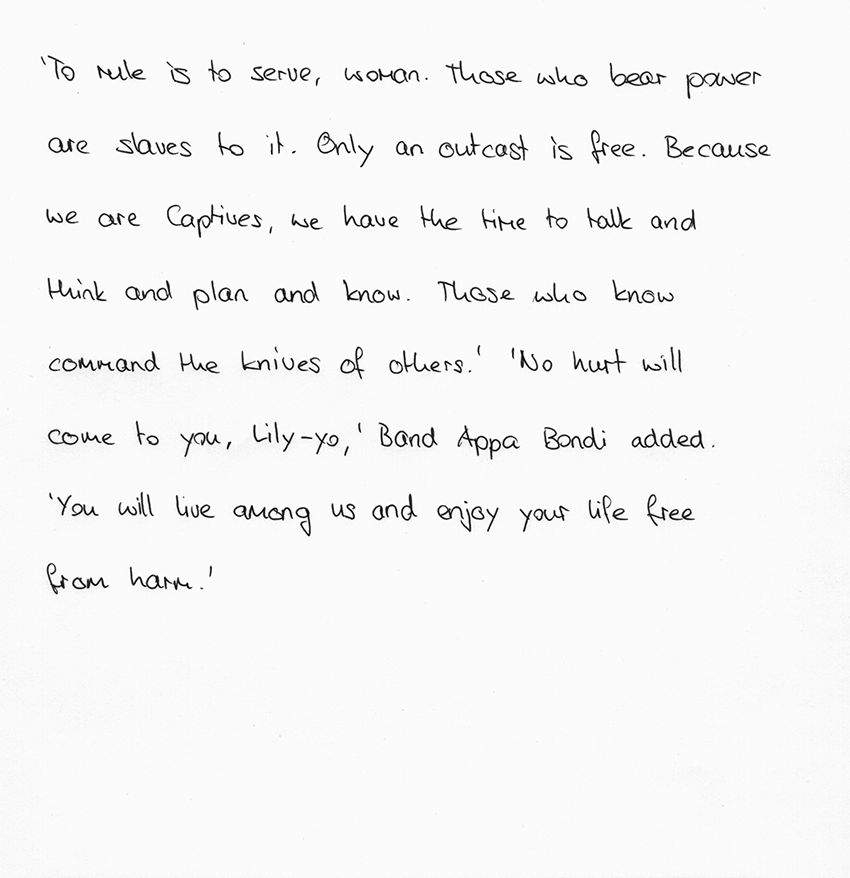 'To rule is to serve, woman. Those who bear power
are slaves to it. Only an outcast is free. Because
we are Captives, we have the time to talk and
think and plan and know. Those who know
command the knives of others.' 'No hurt will
come to you, Lily-yo,' Band Appa Bondi added.
'You will live among us and enjoy your life free
from harm.'